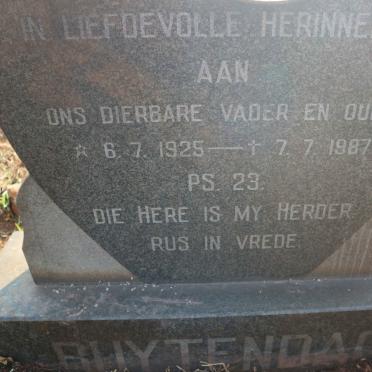 IN LIEFDEVOLLE HERINNE
AAN
ONS DIERBARE VADER EN OU
☆ 6. 7. 1925 — † 7. 7. 1987
PS. 23.
DIE HERE IS MY HERDER
RUS IN VREDE.
BUYTENDA